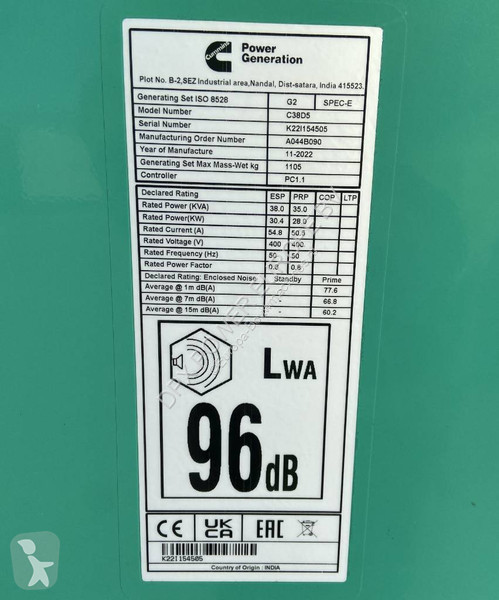 Cummins
Power
Generation
Plot No. B-2,SEZ Industrial area,Nandal, Dist-satara, India 415523.
Generating Set ISO 8528 G2 SPEC-E
Model Number C38D5
Serial Number K22I154505
Manufacturing Order Number A044B090
Year of Manufacture 11-2022
Generating Set Max Mass-Wet kg 1105
Controller PC1.1
Declared Rating ESP PRP COP LTP
Rated Power (KVA) 38.0 35.0
Rated Power(KW) 30.4 28.0
Rated Current (A) 54.8 50.5
Rated Voltage (V) 400 400
Rated Frequency (Hz) 50 50
Rated Power Factor 0.8
Declared Rating: Enclosed Noise Standby Prime
Average @ 1m dB(A) - 77.6
Average @ 7m dB(A) - 66.8
Average @ 15m dB(A) - 60.2
LWA
96dB
CE UK CA EAC
K22I154505
Country of Origin : INDIA